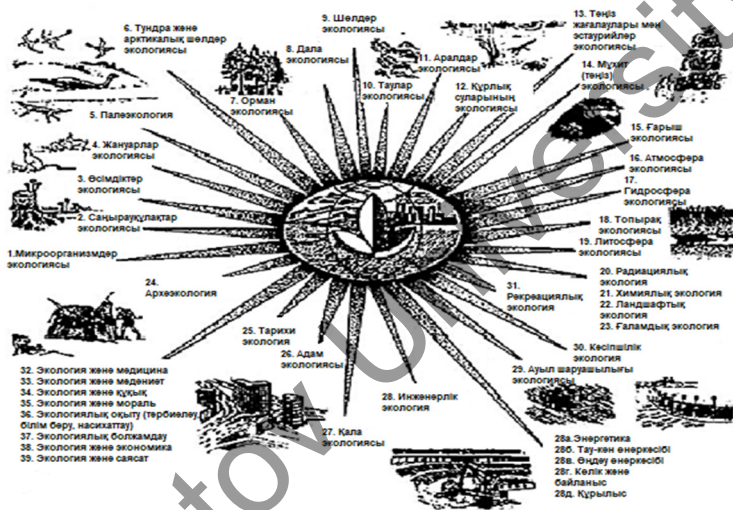 1.Микроорганизмдер
экологиясы
2. Саңырауқұлақтар
экологиясы
3. Өсімдіктер
экологиясы
4. Жануарлар
экологиясы
5. Палеэкология
6. Тундра және
арктикалық шөлдер
экологиясы
7. Орман
экологиясы
8. Дала
экологиясы
9. Шөлдер
экологиясы
10. Таулар
экологиясы
11. Аралдар
экологиясы
12. Құрлық
суларының
экологиясы
13. Теңіз
жағалаулары мен
эстаурийлер
экологиясы
14. Мұхит
(теңіз)
экологиясы
15. Ғарыш
экологиясы
16. Атмосфера
экологиясы
17.
Гидросфера
экологиясы
18. Топырақ
экологиясы
19. Литосфера
экологиясы
20. Радиациялық
экология
21. Химиялық экология
22. Ландшафтық
экология
23. Ғаламдық экология
24.
Археэкология
25. Тарихи
экология
26. Адам
экологиясы
27. Қала
экологиясы
28. Инженерлік
экология
28а.Энергетика
28б. Тау-кен өнеркесібі
28в. Өңдеу өнеркесібі
28г. Көлік және
байланыс
28д. Құрылыс
29. Ауыл шаруашылығы
экологиясы
30. Кәсіпшілік
экология
31.
Рекреациялық
экология
32. Экология және медицина
33. Экология және мәдениет
34. Экология және құқық
35. Экология және мораль
36. Экологиялық оқыту (тәрбиелеу,
білім беру, насихаттау)
37. Экологиялық болжамдау
38. Экология және экономика
39. Экология және саясат